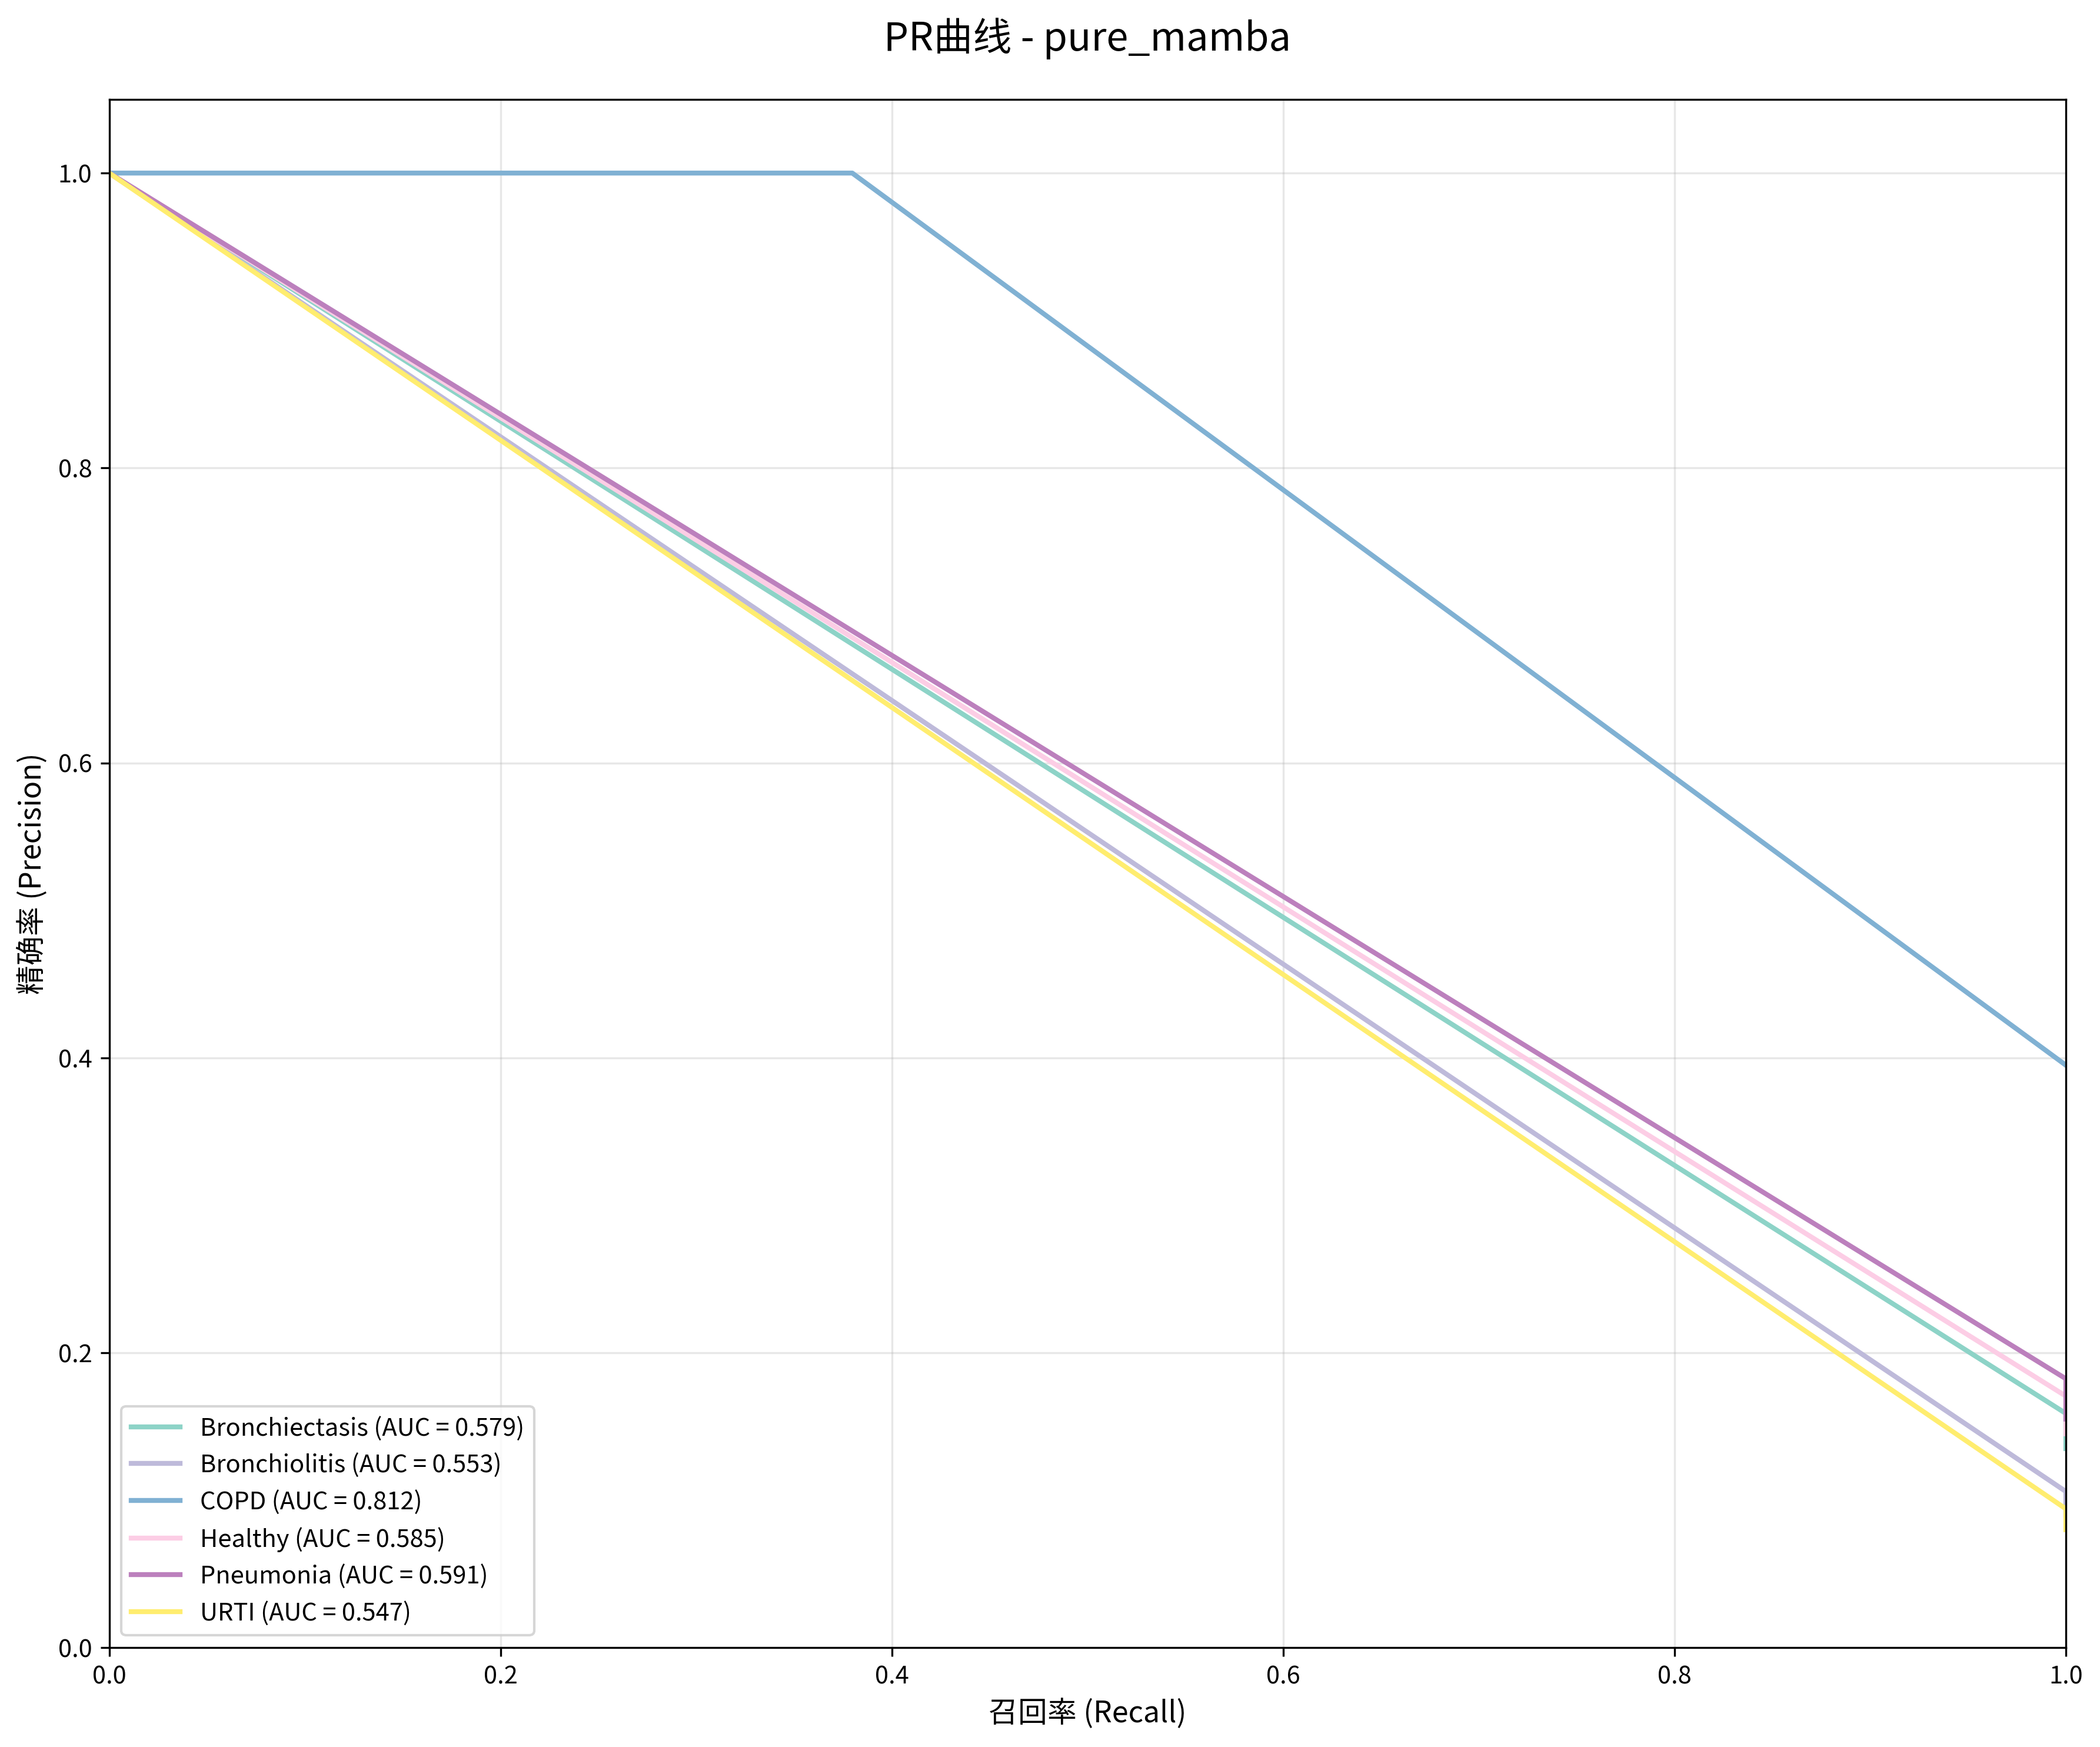 PR曲线 - pure_mamba
精确率 (Precision)
1.0
0.8
0.6
0.4
0.2
0.0
Bronchiectasis (AUC = 0.579)
Bronchiolitis (AUC = 0.553)
COPD (AUC = 0.812)
Healthy (AUC = 0.585)
Pneumonia (AUC = 0.591)
URTI (AUC = 0.547)
0.0 0.2 0.4 0.6 0.8 1.0
召回率 (Recall)